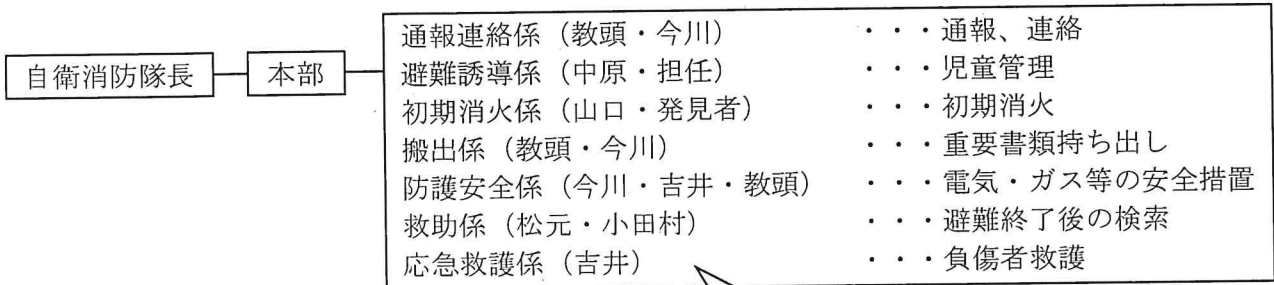 自衛消防隊長
本部
通報連絡係（教頭・今川）　・・・通報、連絡
避難誘導係（中原・担任）　・・・児童管理
初期消火係（山口・発見者）　・・・初期消火
搬出係（教頭・今川）　・・・重要書類持ち出し
防護安全係（今川・吉井・教頭）　・・・電気・ガス等の安全措置
救助係（松元・小田村）　・・・避難終了後の検索
応急救護係（吉井）　・・・負傷者救護